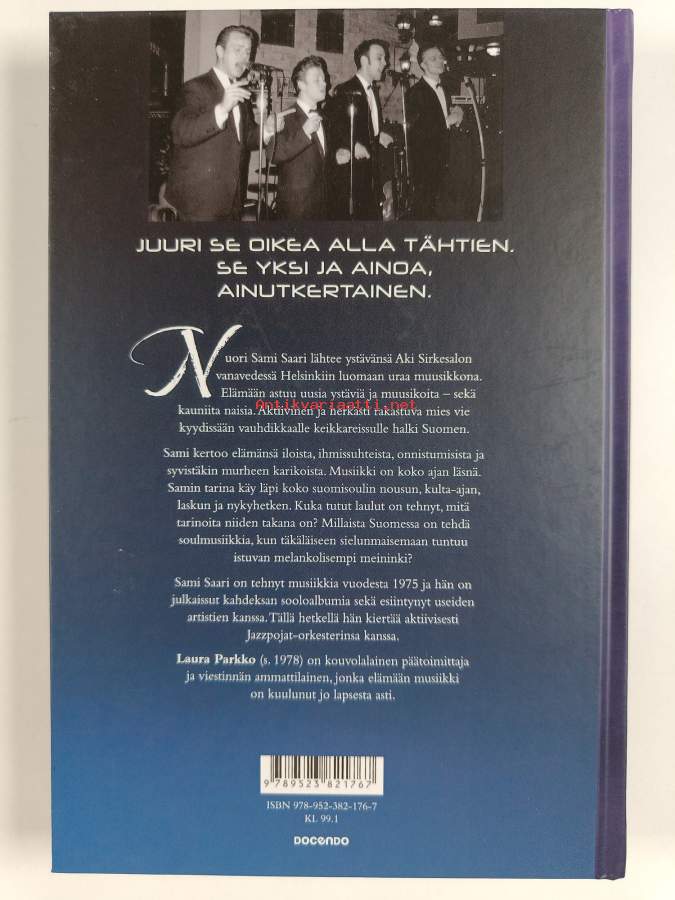 JUURI SE OIKEA ALLA TÄHTIEN.
SE YKSI JA AINOA,
AINUTKERTAINEN.
Nuori Sami Saari lähtee ystävänsä Aki Sirkesalon
vanavedessä Helsinkiin luomaan uraa muusikkona.
Elämään astuu uusia ystäviä ja muusikoita – sekä
kauniita naisia. Aktiivinen ja herkästi rakastuva mies vie
Antikvariaatti.net
kyydissään vauhdikkaalle keikkareissulle halki Suomen.
Sami kertoo elämänsä iloista, ihmissuhteista, onnistumisista ja
syvistäkin murheen karikoista. Musiikki on koko ajan läsnä.
Samin tarina käy läpi koko suomisoulin nousun, kulta-ajan,
laskun ja nykyhetken. Kuka tutut laulut on tehnyt, mitä
tarinoita niiden takana on? Millaista Suomessa on tehdä
soulmusiikkia, kun täkäläiseen sielunmaisemaan tuntuu
istuvan melankolisempi meininki?
Sami Saari on tehnyt musiikkia vuodesta 1975 ja hän on
julkaissut kahdeksan sooloalbumia sekä esiintynyt useiden
artistien kanssa. Tällä hetkellä hän kiertää aktiivisesti
Jazzpojat-orkesterinsa kanssa.
Laura Parkko (s. 1978) on kouvolalainen päätoimittaja
ja viestinnän ammattilainen, jonka elämään musiikki
on kuulunut jo lapsesta asti.
9 789523 821767
ISBN 978-952-382-176-7
KL 99.1
DOCENDO